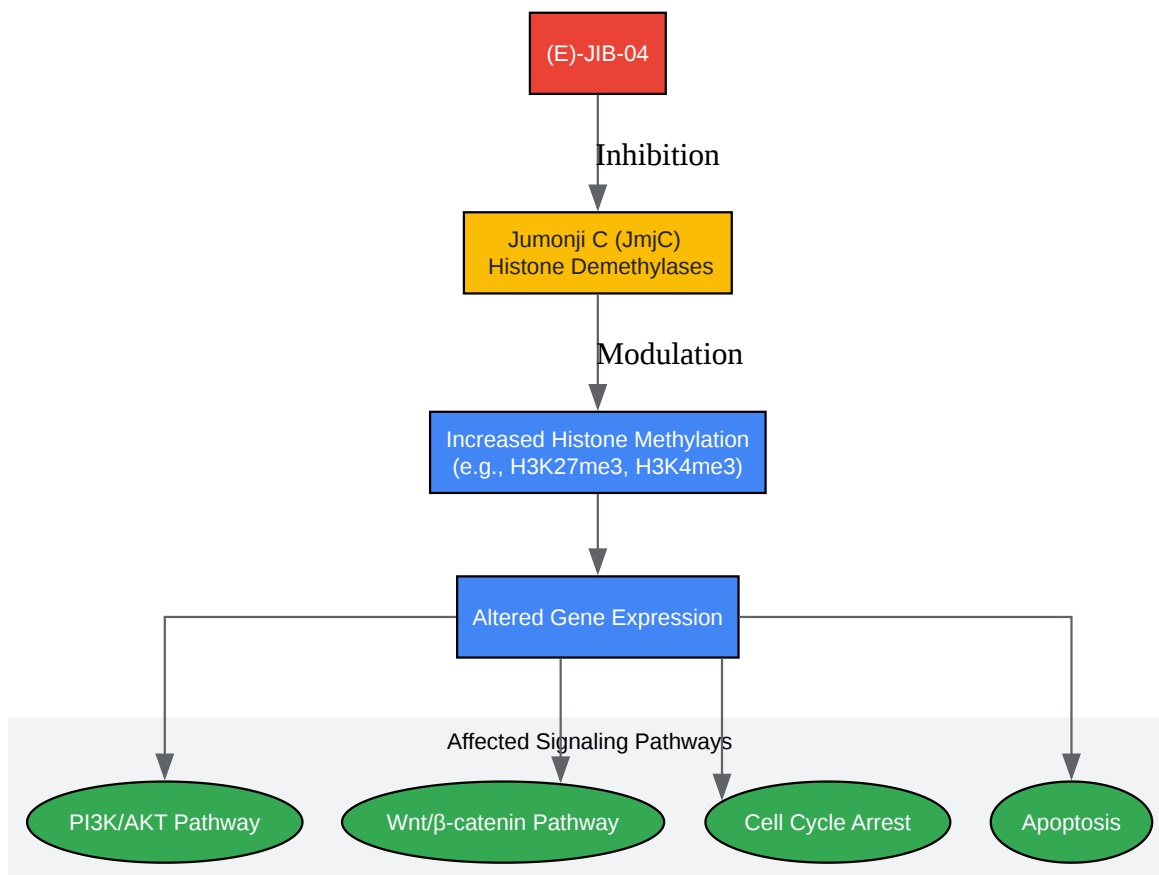 (E)-JIB-04
Inhibition
Jumonji C (JmjC)
Histone Demethylases
Modulation
Increased Histone Methylation
(e.g., H3K27me3, H3K4me3)
Altered Gene Expression
Affected Signaling Pathways
PI3K/AKT Pathway
Wnt/β-catenin Pathway
Cell Cycle Arrest
Apoptosis